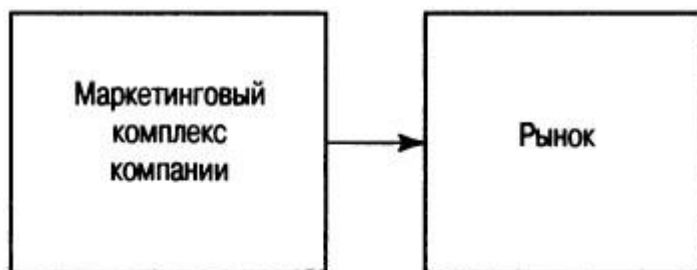 Маркетинговый
комплекс
компании
Рынок